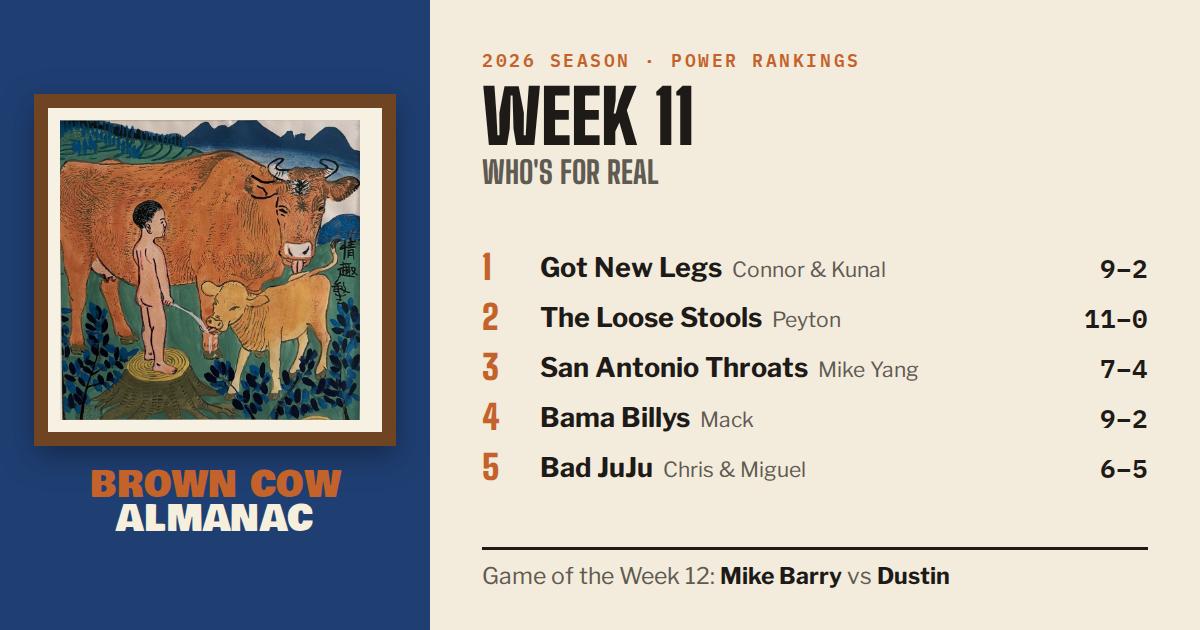 2026 SEASON · POWER RANKINGS
WEEK 11
WHO'S FOR REAL
1 Got New Legs Connor & Kunal 9–2
2 The Loose Stools Peyton 11–0
3 San Antonio Throats Mike Yang 7–4
4 Bama Billys Mack 9–2
5 Bad JuJu Chris & Miguel 6–5
Game of the Week 12: Mike Barry vs Dustin
情趣
BROWN COW
ALMANAC